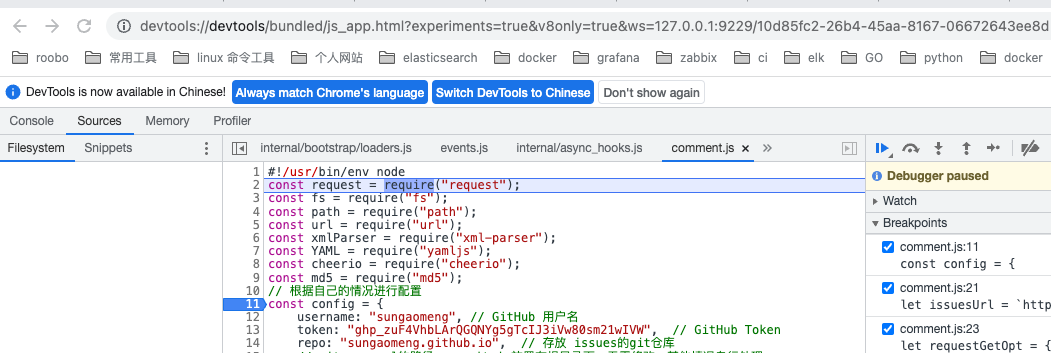 devtools://devtools/bundled/js_app.html?experiments=true&v8only=true&ws=127.0.0.1:9229/10d85fc2-26b4-45aa-8167-06672643ee8d
roobo 常用工具 linux 命令工具 个人网站 elasticsearch docker grafana zabbix ci elk GO python docker
DevTools is now available in Chinese! Always match Chrome's language Switch DevTools to Chinese Don't show again
Console Sources Memory Profiler
Filesystem Snippets internal/bootstrap/loaders.js events.js internal/async_hooks.js comment.js × »
1 #!/usr/bin/env node
2 const request = require("request");
3 const fs = require("fs");
4 const path = require("path");
5 const url = require("url");
6 const xmlParser = require("xml-parser");
7 const YAML = require("yamljs");
8 const cheerio = require("cheerio");
9 const md5 = require("md5");
10 // 根据自己的情况进行配置
11 const config = {
12 username: "sungaomeng", // GitHub 用户名
13 token: "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", // GitHub Token
14 repo: "sungaomeng.github.io", // 存放 issues的git仓库
Debugger paused
Watch
Breakpoints
comment.js:11
const config = {
comment.js:21
let issuesUrl = `http
comment.js:23
let requestGetOpt = {